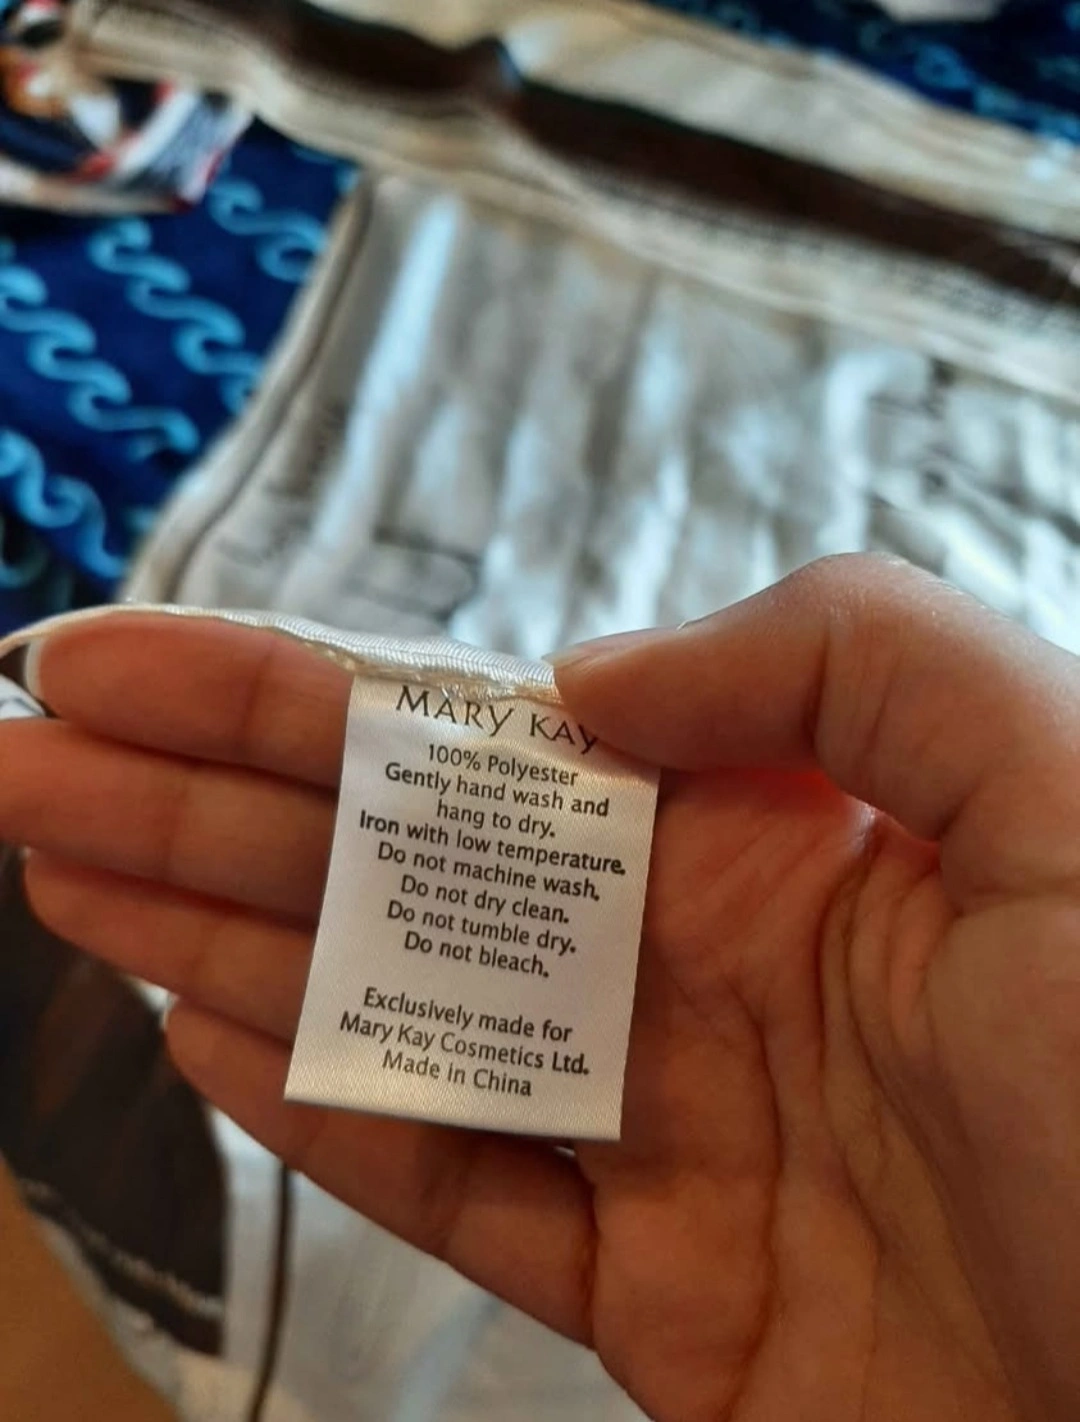 MARY KAY
100% Polyester
Gently hand wash and
hang to dry.
Iron with low temperature.
Do not machine wash.
Do not dry clean.
Do not tumble dry.
Do not bleach.
Exclusively made for
Mary Kay Cosmetics Ltd.
Made in China